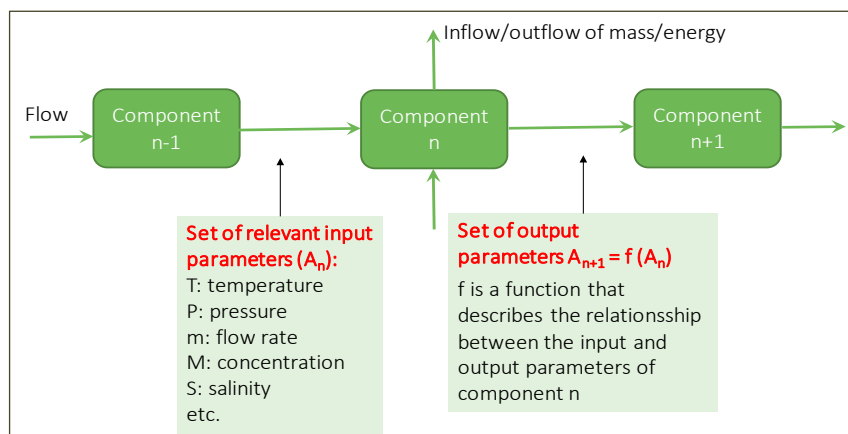 Inflow/outflow of mass/energy
Flow
Component
n-1
Component
n
Component
n+1
Set of relevant input
parameters (Aₙ):
T: temperature
P: pressure
m: flow rate
M: concentration
S: salinity
etc.
Set of output
parameters Aₙ₊₁ = f (Aₙ)
f is a function that
describes the relationsship
between the input and
output parameters of
component n